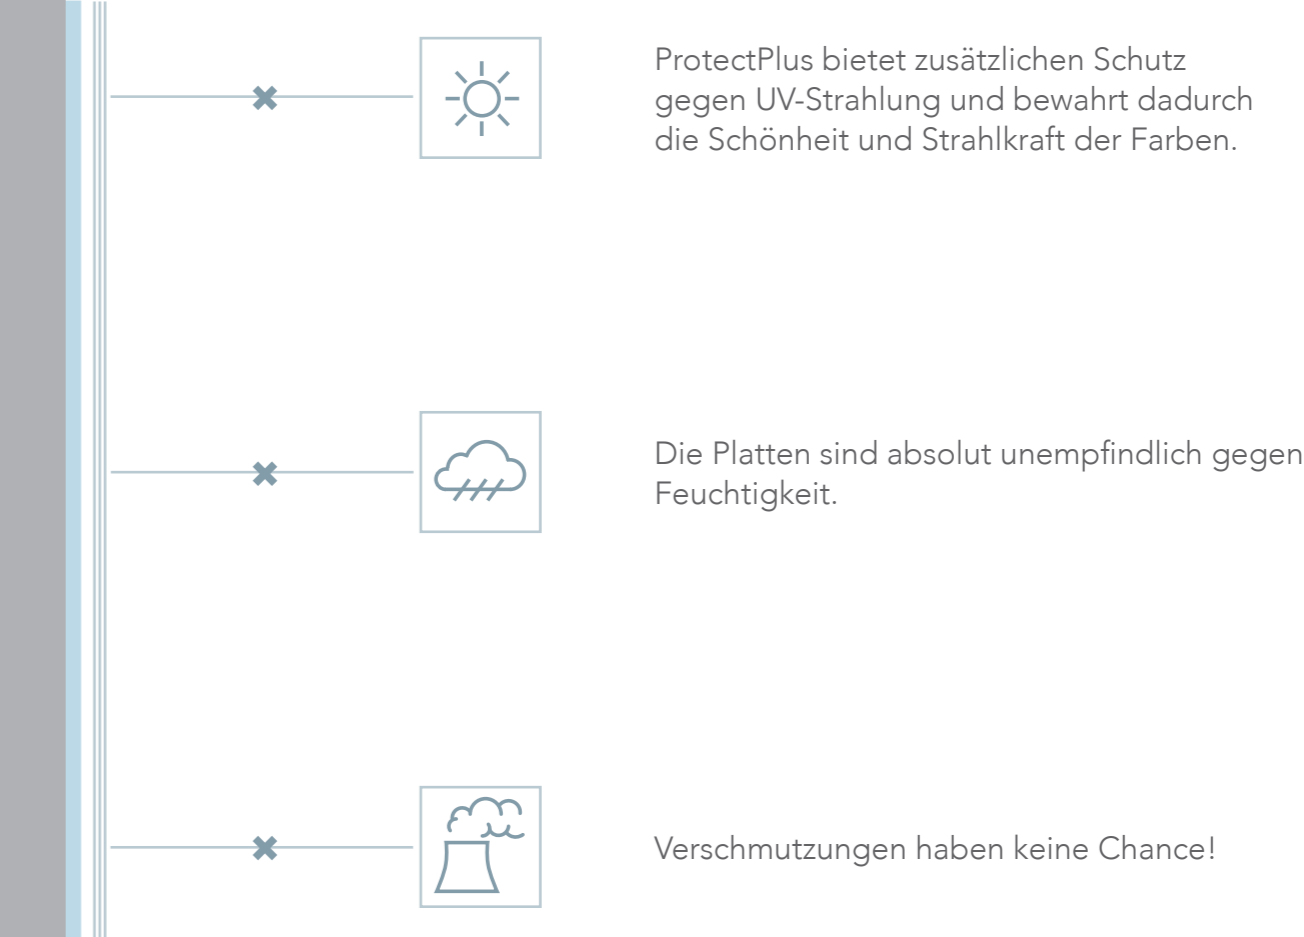 ProtectPlus bietet zusätzlichen Schutz
gegen UV-Strahlung und bewahrt dadurch
die Schönheit und Strahlkraft der Farben.
Die Platten sind absolut unempfindlich gegen
Feuchtigkeit.
Verschmutzungen haben keine Chance!